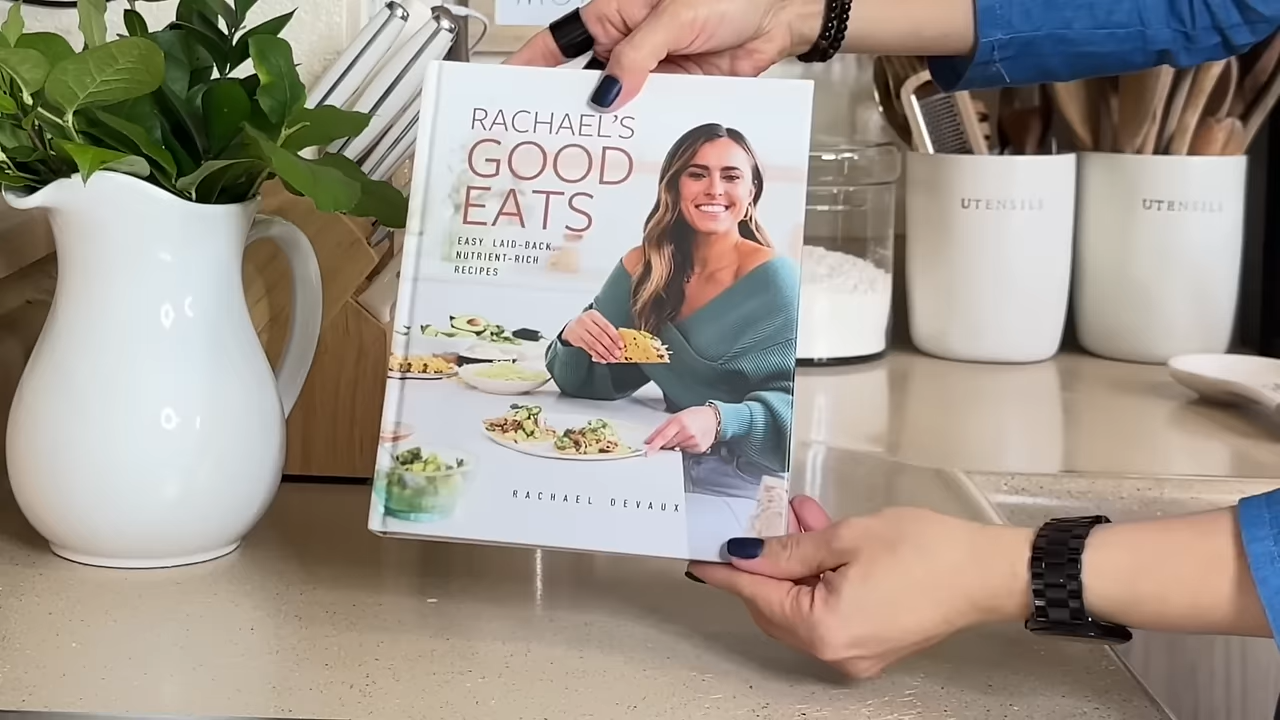 RACHAEL'S
GOOD
EATS
EASY, LAID-BACK,
NUTRIENT-RICH
RECIPES
RACHAEL DEVAUX
UTENSILS
UTENSILS